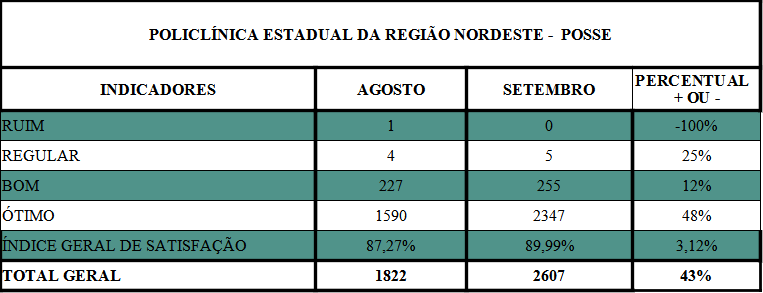 POLICLÍNICA ESTADUAL DA REGIÃO NORDESTE - POSSE
INDICADORES AGOSTO SETEMBRO PERCENTUAL + OU -
RUIM 1 0 -100%
REGULAR 4 5 25%
BOM 227 255 12%
ÓTIMO 1590 2347 48%
ÍNDICE GERAL DE SATISFAÇÃO 87,27% 89,99% 3,12%
TOTAL GERAL 1822 2607 43%